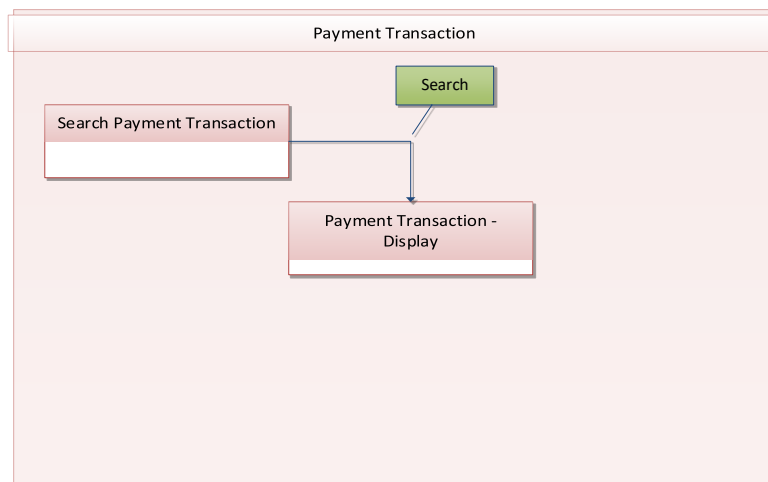 Payment Transaction
Search
Search Payment Transaction
Payment Transaction -
Display